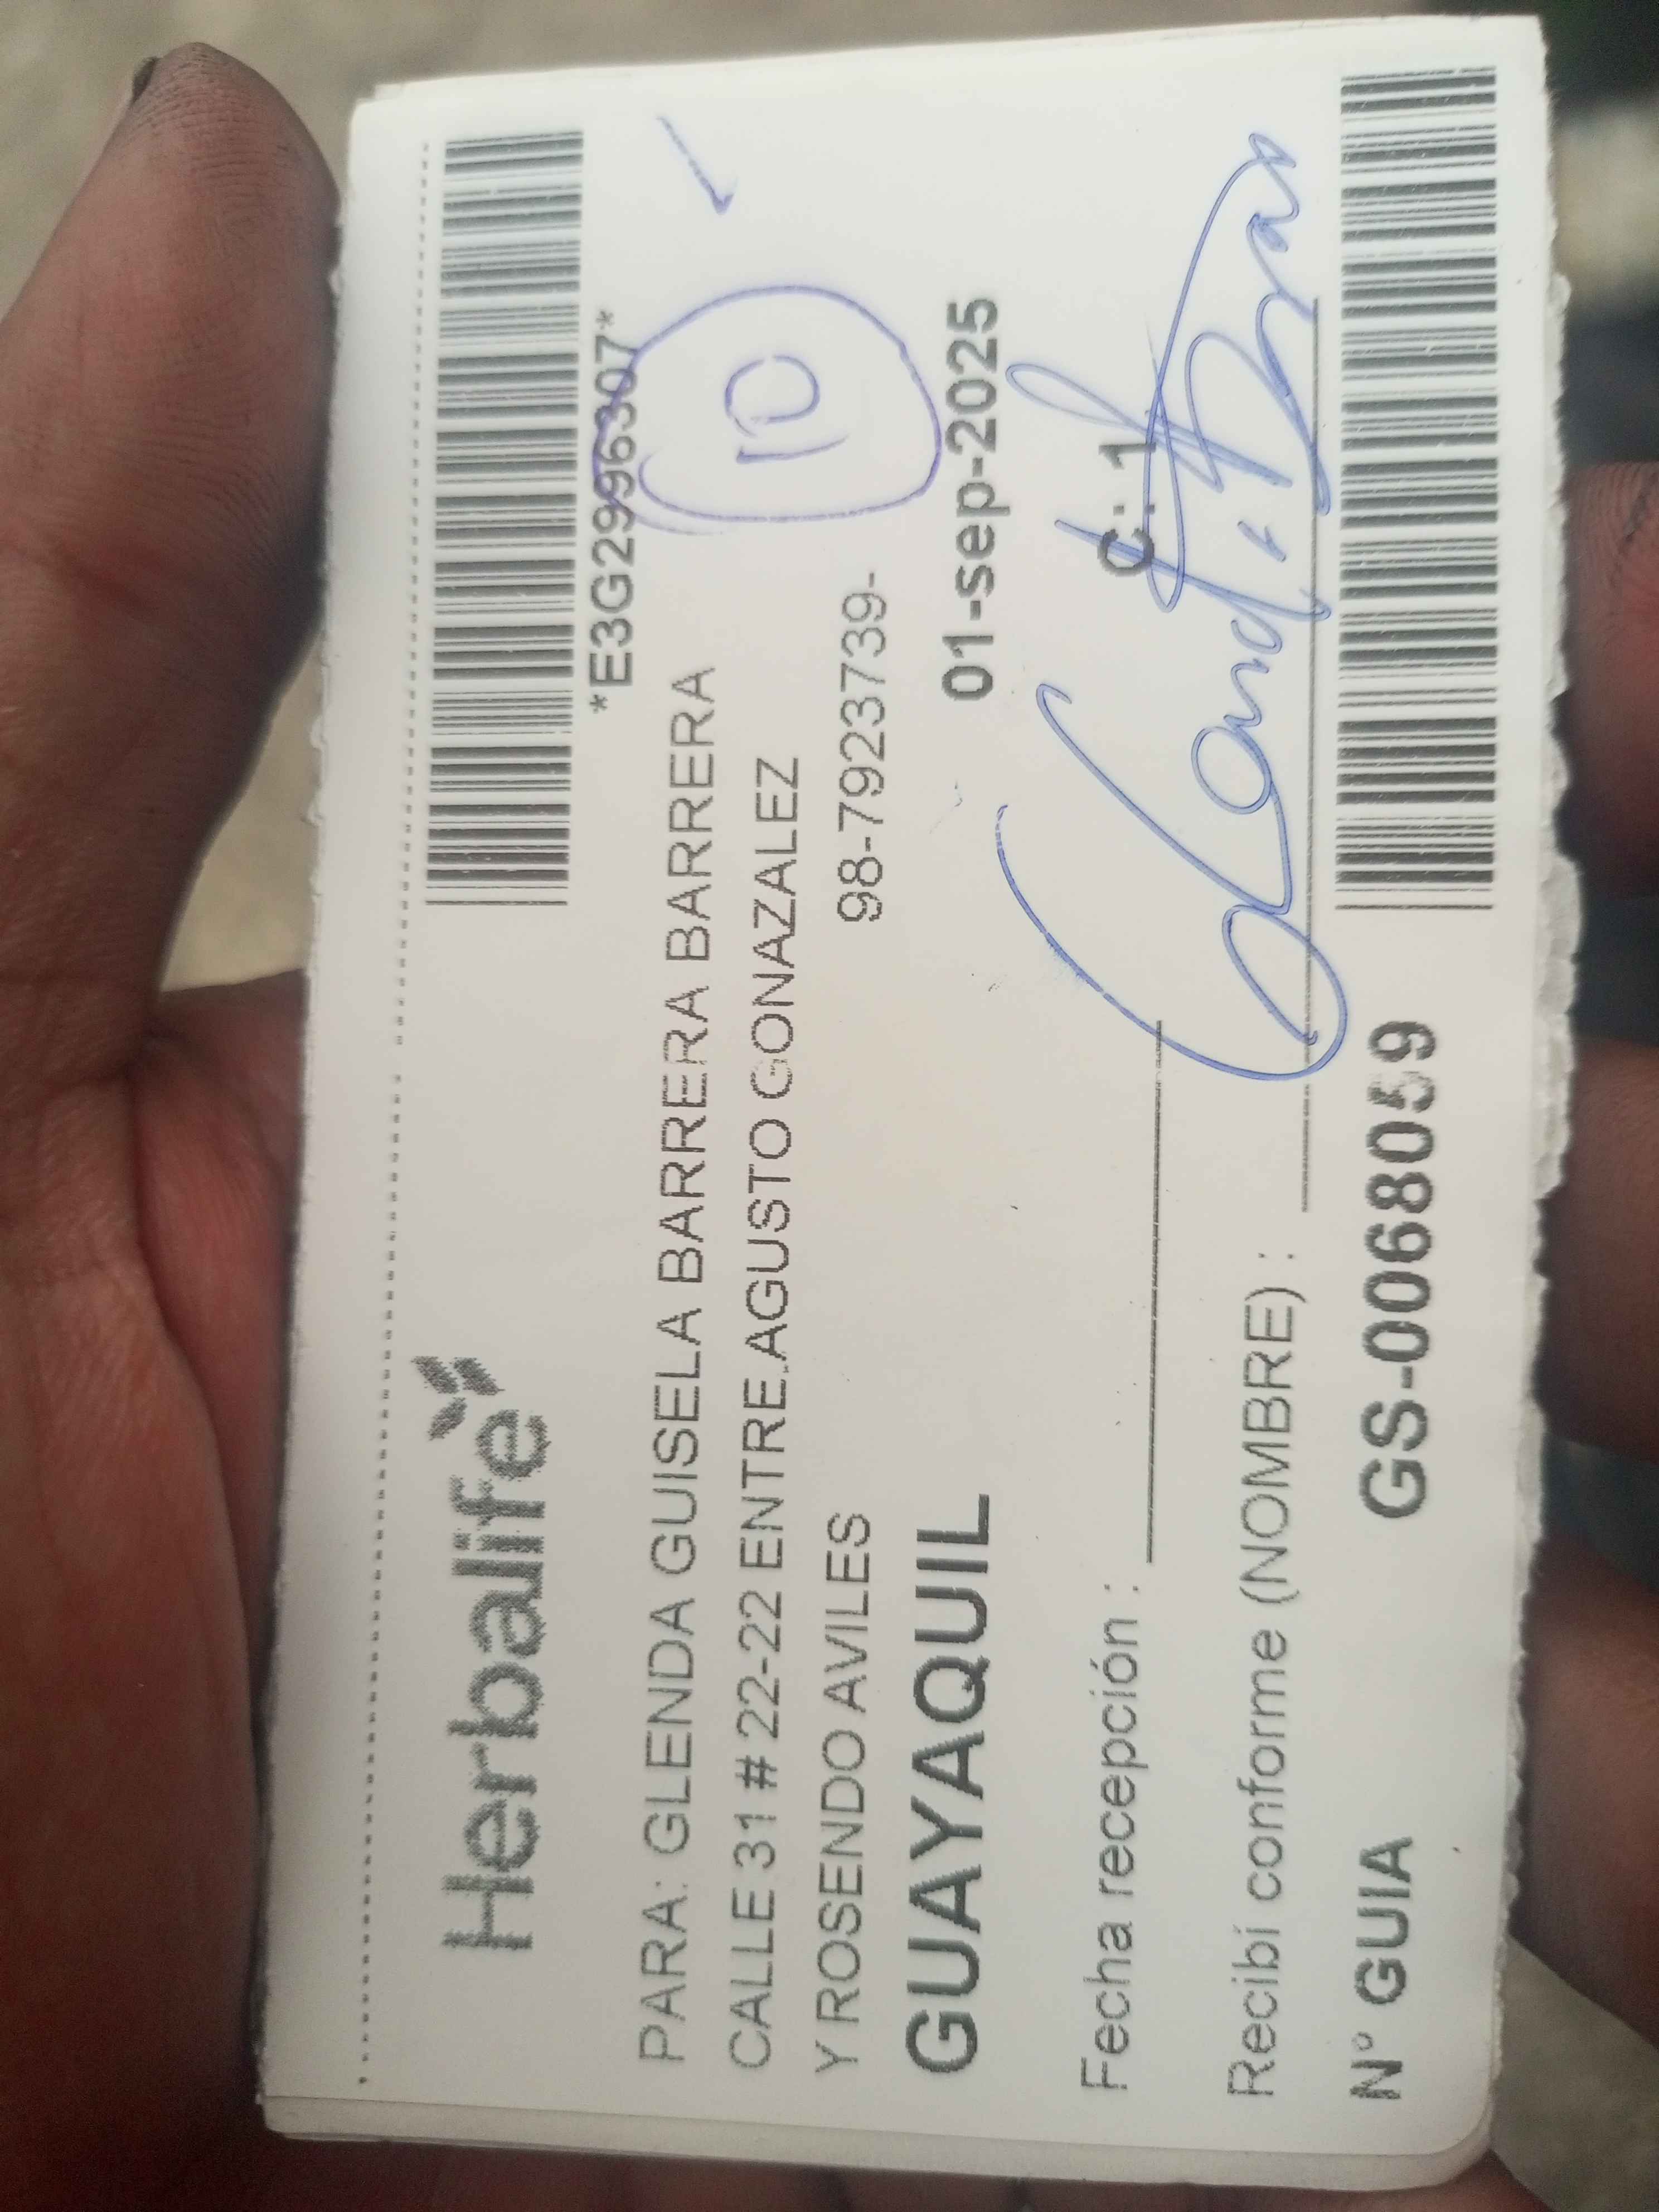 Herbalife
*E3G2996307*
PARA: GLENDA GUISELA BARRERA BARRERA
10
CALLE 31 # 22-22 ENTRE AGUSTO GONAZALEZ
Y ROSENDO AVILES 98-7923739-
GUAYAQUIL 01-sep-2025
Fecha recepción :
C: 1
Recibí conforme (NOMBRE) :
N° GUIA GS-0068059